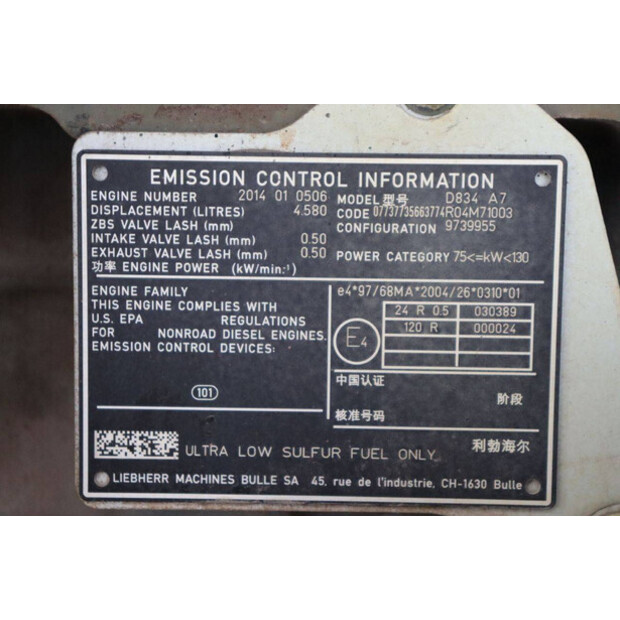 EMISSION CONTROL INFORMATION
ENGINE NUMBER 2014 01 0506
DISPLACEMENT (LITRES) 4.580
ZBS VALVE LASH (mm)
INTAKE VALVE LASH (mm) 0.50
EXHAUST VALVE LASH (mm) 0.50
功率 ENGINE POWER (kW/min.⁻¹)
MODEL 型号 D834 A7
CODE 07737735663774R04M71003
CONFIGURATION 9739955
POWER CATEGORY 75<=kW<130
ENGINE FAMILY
THIS ENGINE COMPLIES WITH
U.S. EPA REGULATIONS
FOR NONROAD DIESEL ENGINES.
EMISSION CONTROL DEVICES:
101
e4*97/68MA*2004/26*0310*01
E4
24 R 0.5 030389
120 R 000024
中国认证
阶段
核准号码
ULTRA LOW SULFUR FUEL ONLY
利勃海尔
LIEBHERR MACHINES BULLE SA 45, rue de l'industrie, CH-1630 Bulle